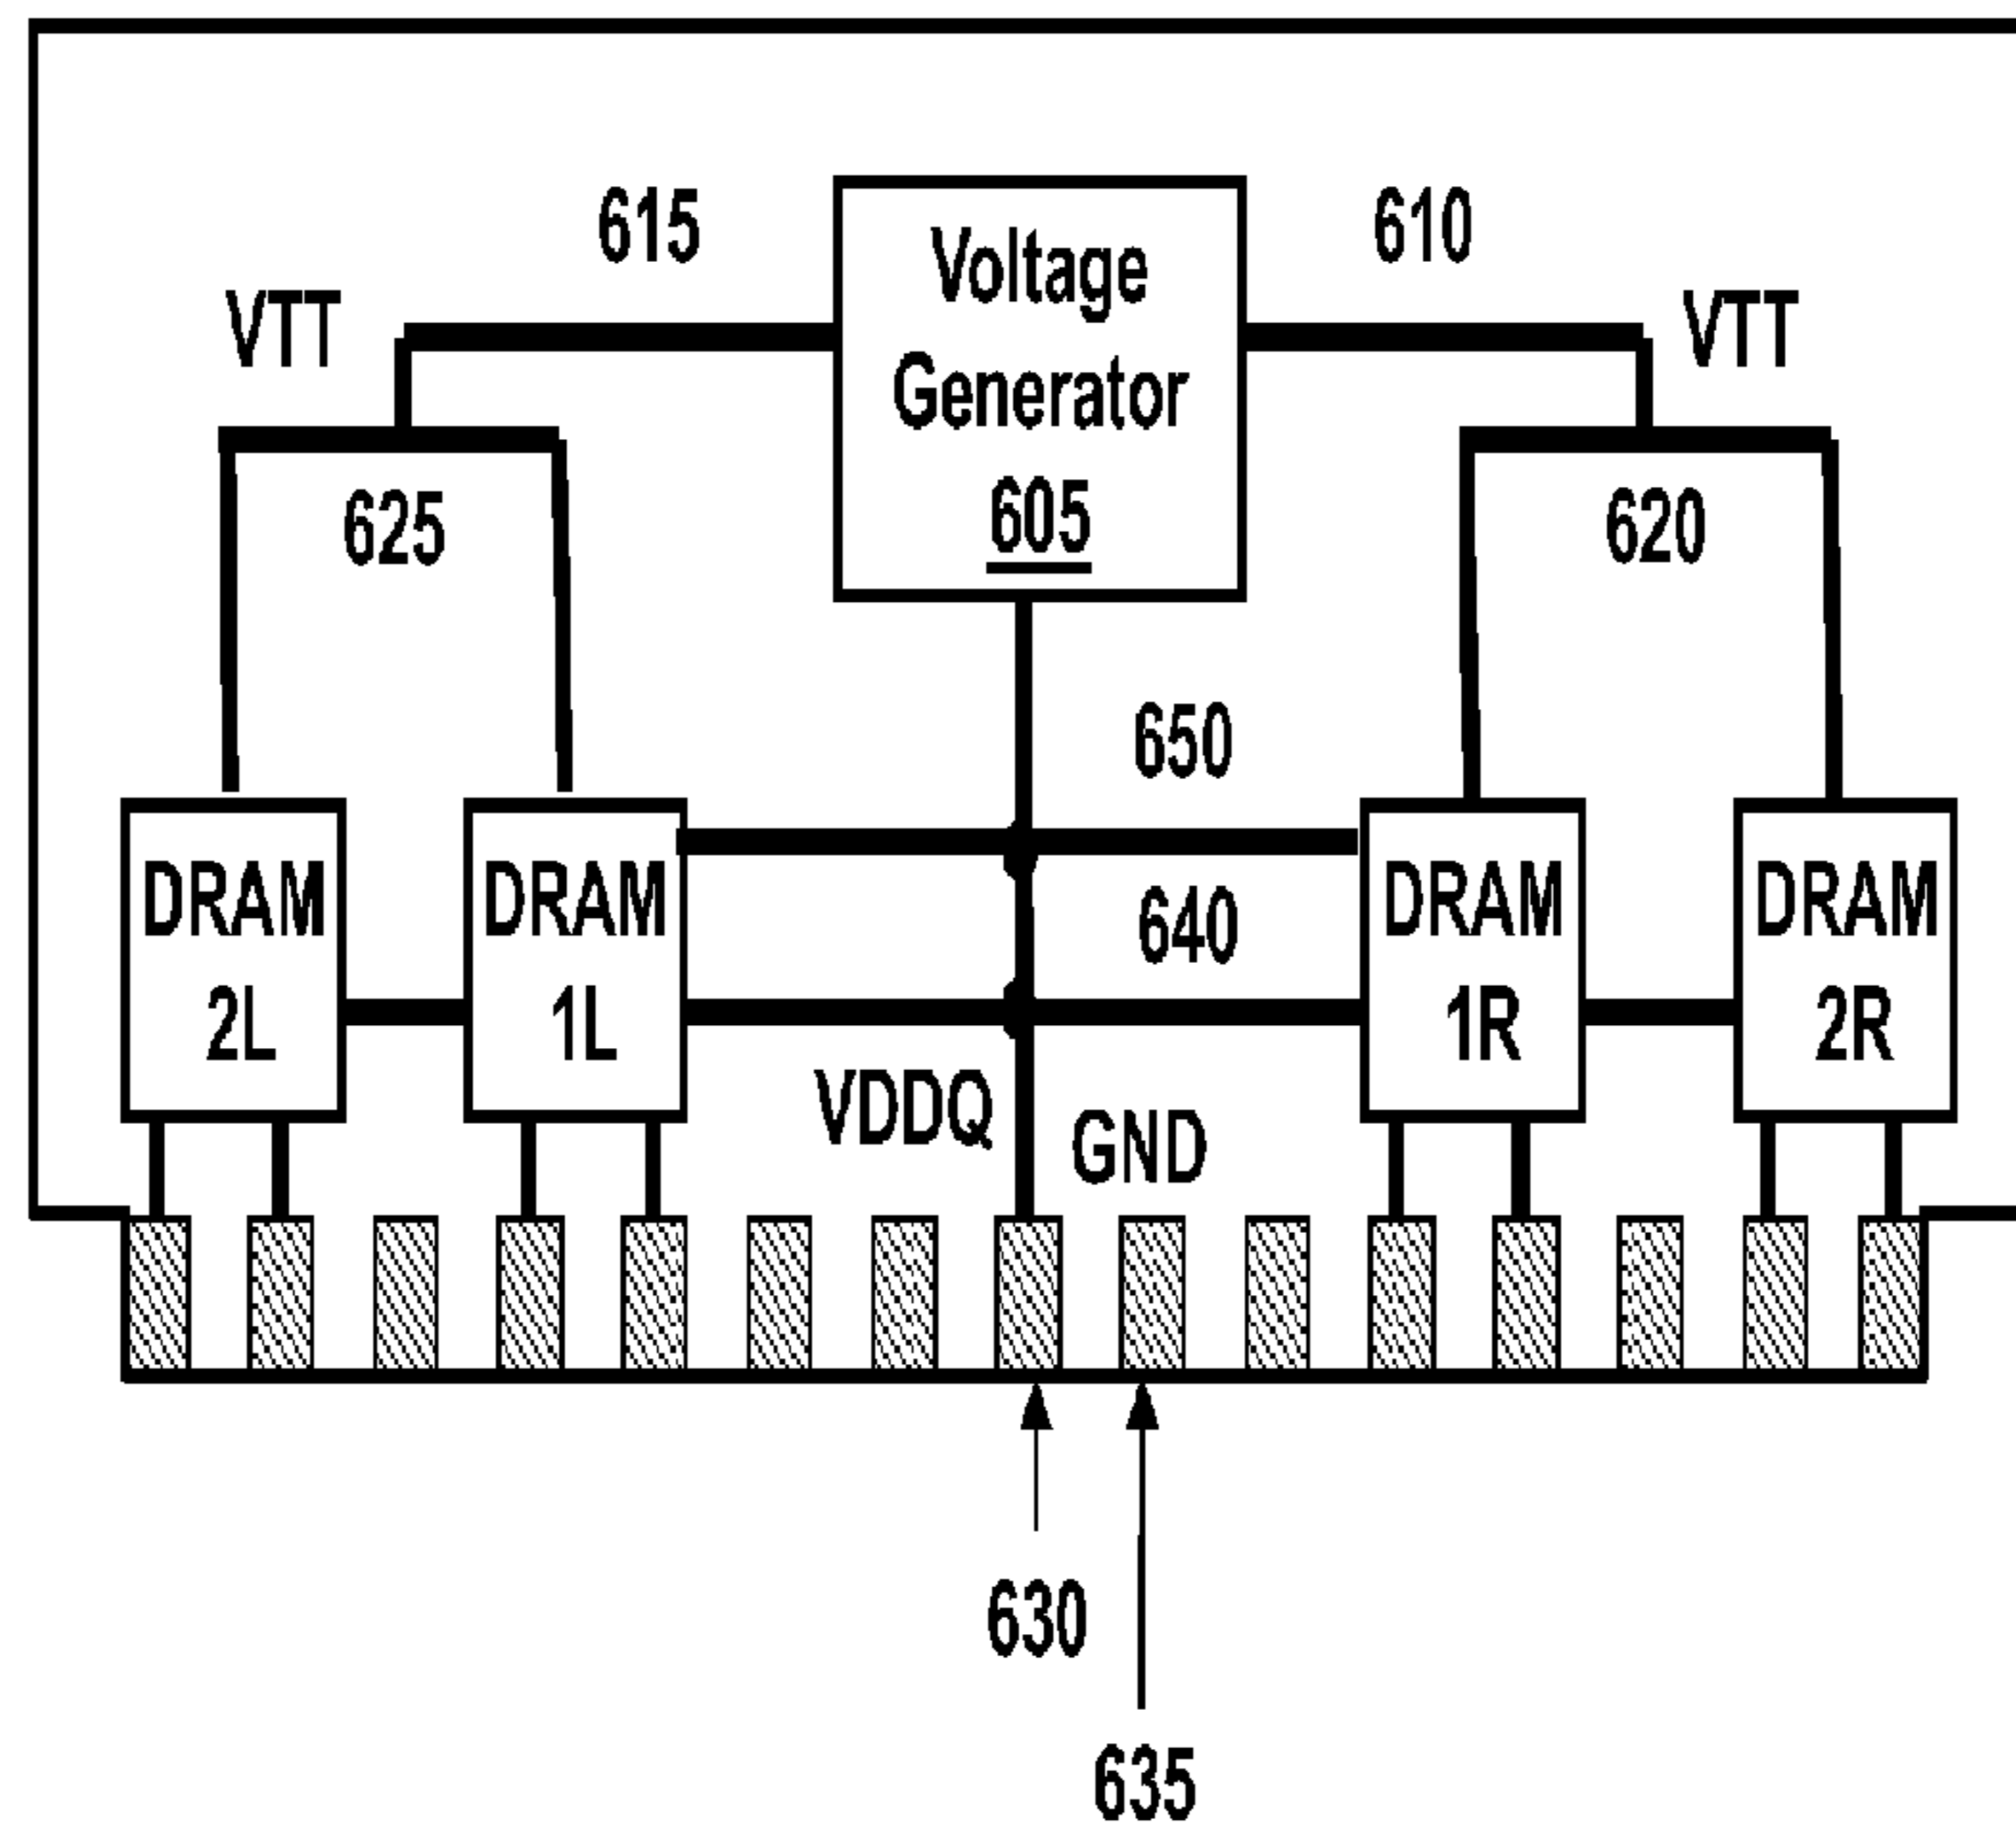 615
Voltage
Generator
605
610
VTT
VTT
625
620
650
640
DRAM
2L
DRAM
1L
DRAM
1R
DRAM
2R
VDDQ
GND
630
635